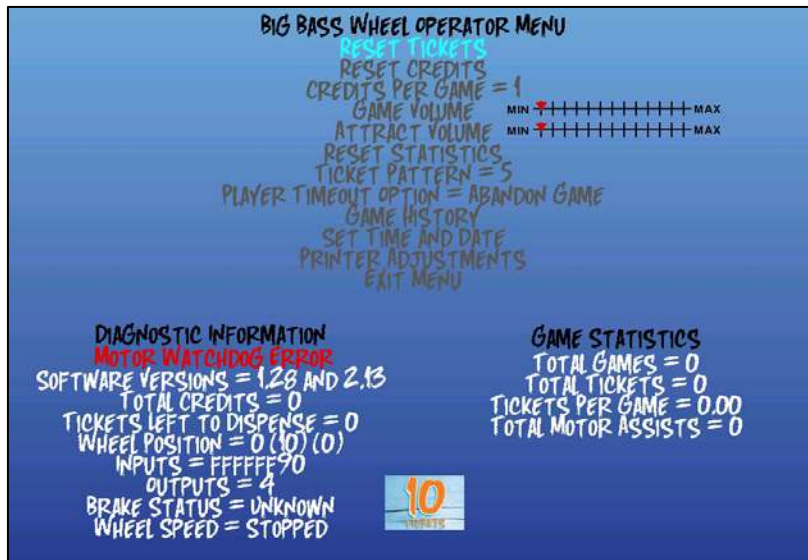 BIG BASS WHEEL OPERATOR MENU
RESET TICKETS
RESET CREDITS
CREDITS PER GAME = 1
GAME VOLUME MIN MAX
ATTRACT VOLUME MIN MAX
RESET STATISTICS
TICKET PATTERN = 5
PLAYER TIMEOUT OPTION = ABANDON GAME
GAME HISTORY
SET TIME AND DATE
PRINTER ADJUSTMENTS
EXIT MENU
DIAGNOSTIC INFORMATION
MOTOR WATCHDOG ERROR
SOFTWARE VERSIONS = 1.28 AND 2.13
TOTAL CREDITS = 0
TICKETS LEFT TO DISPENSE = 0
WHEEL POSITION = 0 (10) (0)
INPUTS = FFFFFF90
OUTPUTS = 4
BRAKE STATUS = UNKNOWN
WHEEL SPEED = STOPPED
GAME STATISTICS
TOTAL GAMES = 0
TOTAL TICKETS = 0
TICKETS PER GAME = 0.00
TOTAL MOTOR ASSISTS = 0
10
TICKETS